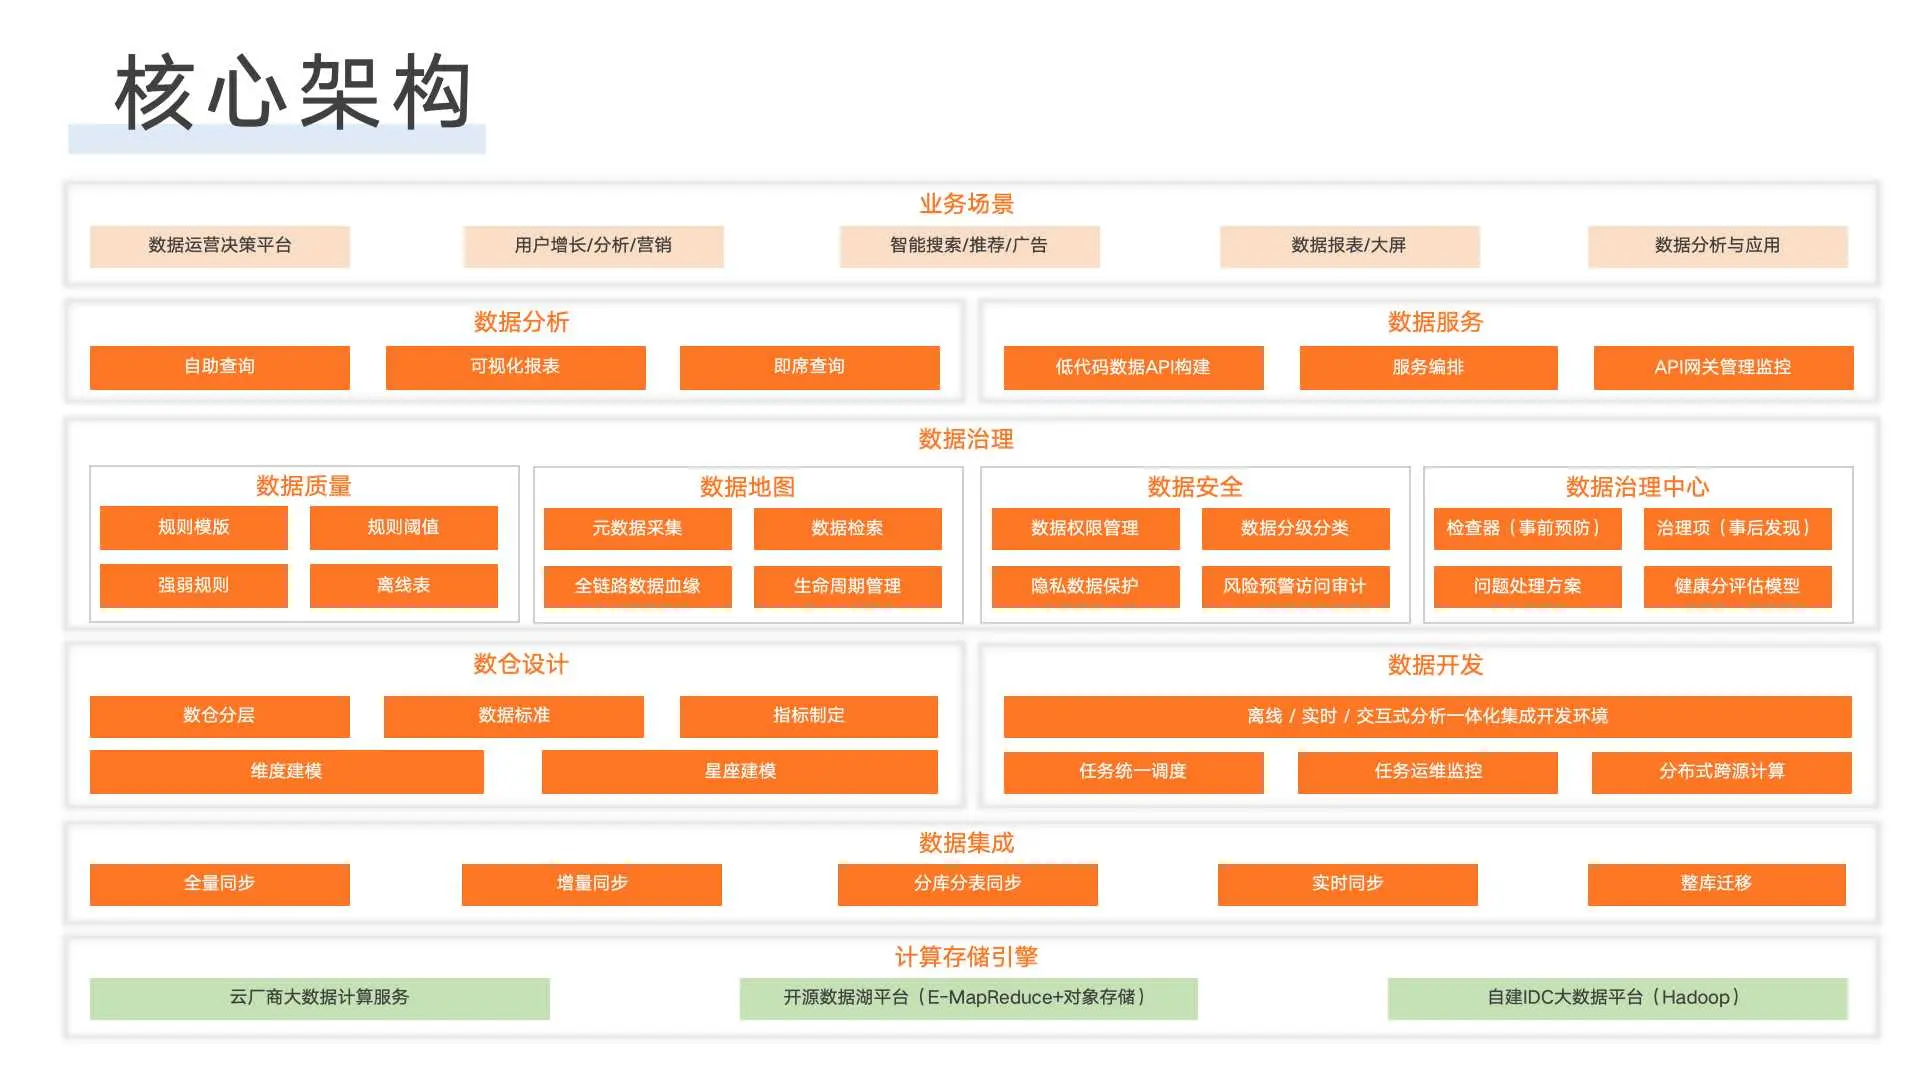 核心架构
业务场景
数据运营决策平台
用户增长/分析/营销
智能搜索/推荐/广告
数据报表/大屏
数据分析与应用
数据分析
自助查询
可视化报表
即席查询
数据服务
低代码数据API构建
服务编排
API网关管理监控
数据治理
数据质量
规则模版
规则阈值
强弱规则
离线表
数据地图
元数据采集
数据检索
全链路数据血缘
生命周期管理
数据安全
数据权限管理
数据分级分类
隐私数据保护
风险预警访问审计
数据治理中心
检查器（事前预防）
治理项（事后发现）
问题处理方案
健康分评估模型
数仓设计
数仓分层
数据标准
指标制定
维度建模
星座建模
数据开发
离线 / 实时 / 交互式分析一体化集成开发环境
任务统一调度
任务运维监控
分布式跨源计算
数据集成
全量同步
增量同步
分库分表同步
实时同步
整库迁移
计算存储引擎
云厂商大数据计算服务
开源数据湖平台（E-MapReduce+对象存储）
自建IDC大数据平台（Hadoop）